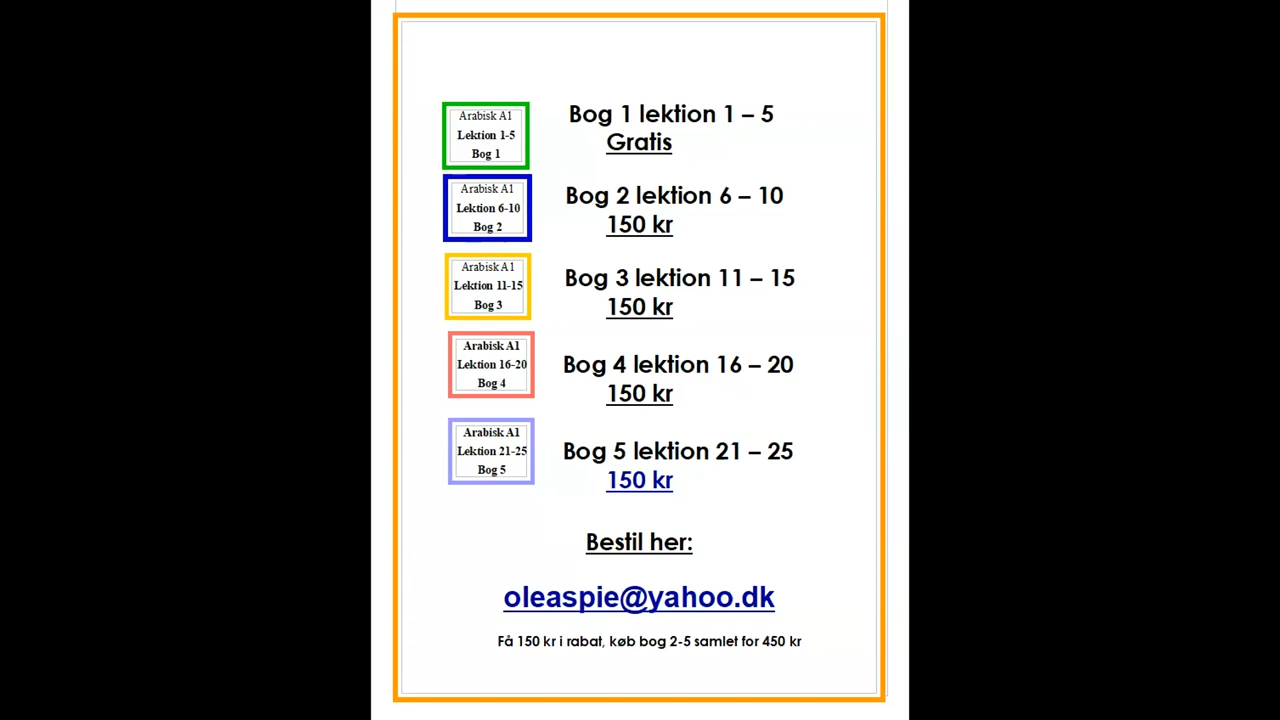 Arabisk A1
Lektion 1-5
Bog 1
Bog 1 lektion 1 – 5
Gratis
Arabisk A1
Lektion 6-10
Bog 2
Bog 2 lektion 6 – 10
150 kr
Arabisk A1
Lektion 11-15
Bog 3
Bog 3 lektion 11 – 15
150 kr
Arabisk A1
Lektion 16-20
Bog 4
Bog 4 lektion 16 – 20
150 kr
Arabisk A1
Lektion 21-25
Bog 5
Bog 5 lektion 21 – 25
150 kr
Bestil her:
oleaspie@yahoo.dk
Få 150 kr i rabat, køb bog 2-5 samlet for 450 kr